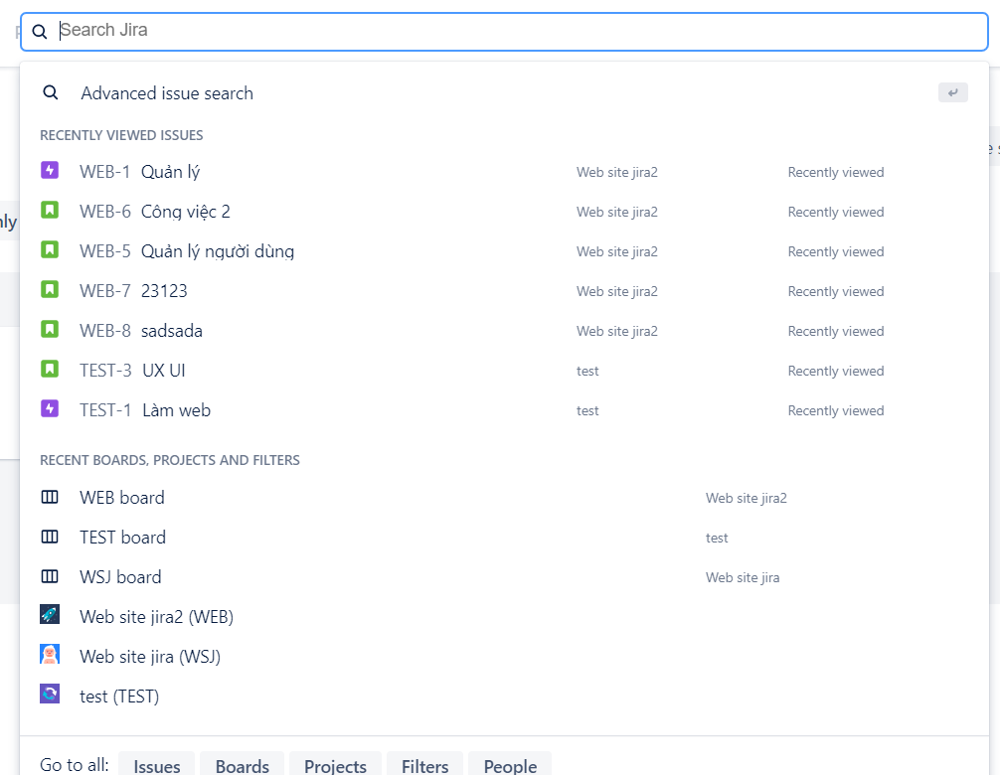 Search Jira
Advanced issue search
RECENTLY VIEWED ISSUES
WEB-1 Quản lý Web site jira2 Recently viewed
WEB-6 Công việc 2 Web site jira2 Recently viewed
WEB-5 Quản lý người dùng Web site jira2 Recently viewed
WEB-7 23123 Web site jira2 Recently viewed
WEB-8 sadsada Web site jira2 Recently viewed
TEST-3 UX UI test Recently viewed
TEST-1 Làm web test Recently viewed
RECENT BOARDS, PROJECTS AND FILTERS
WEB board Web site jira2
TEST board test
WSJ board Web site jira
Web site jira2 (WEB)
Web site jira (WSJ)
test (TEST)
Go to all: Issues Boards Projects Filters People